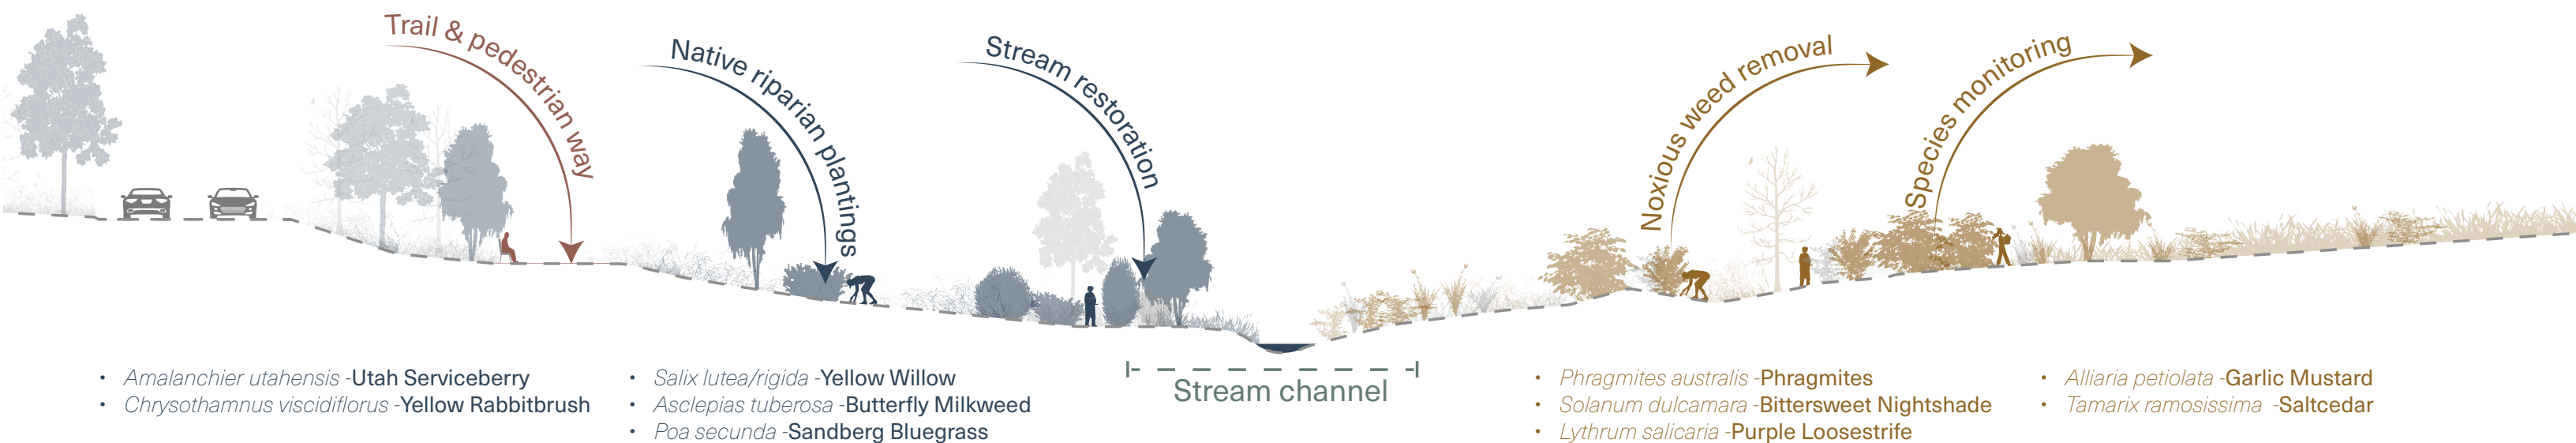 Trail & pedestrian way
Native riparian plantings
Stream restoration
Noxious weed removal
Species monitoring
• Amalanchier utahensis -Utah Serviceberry
• Chrysothamnus viscidiflorus -Yellow Rabbitbrush
• Salix lutea/rigida -Yellow Willow
• Asclepias tuberosa -Butterfly Milkweed
• Poa secunda -Sandberg Bluegrass
Stream channel
• Phragmites australis -Phragmites
• Solanum dulcamara -Bittersweet Nightshade
• Lythrum salicaria -Purple Loosestrife
• Alliaria petiolata -Garlic Mustard
• Tamarix ramosissima -Saltcedar